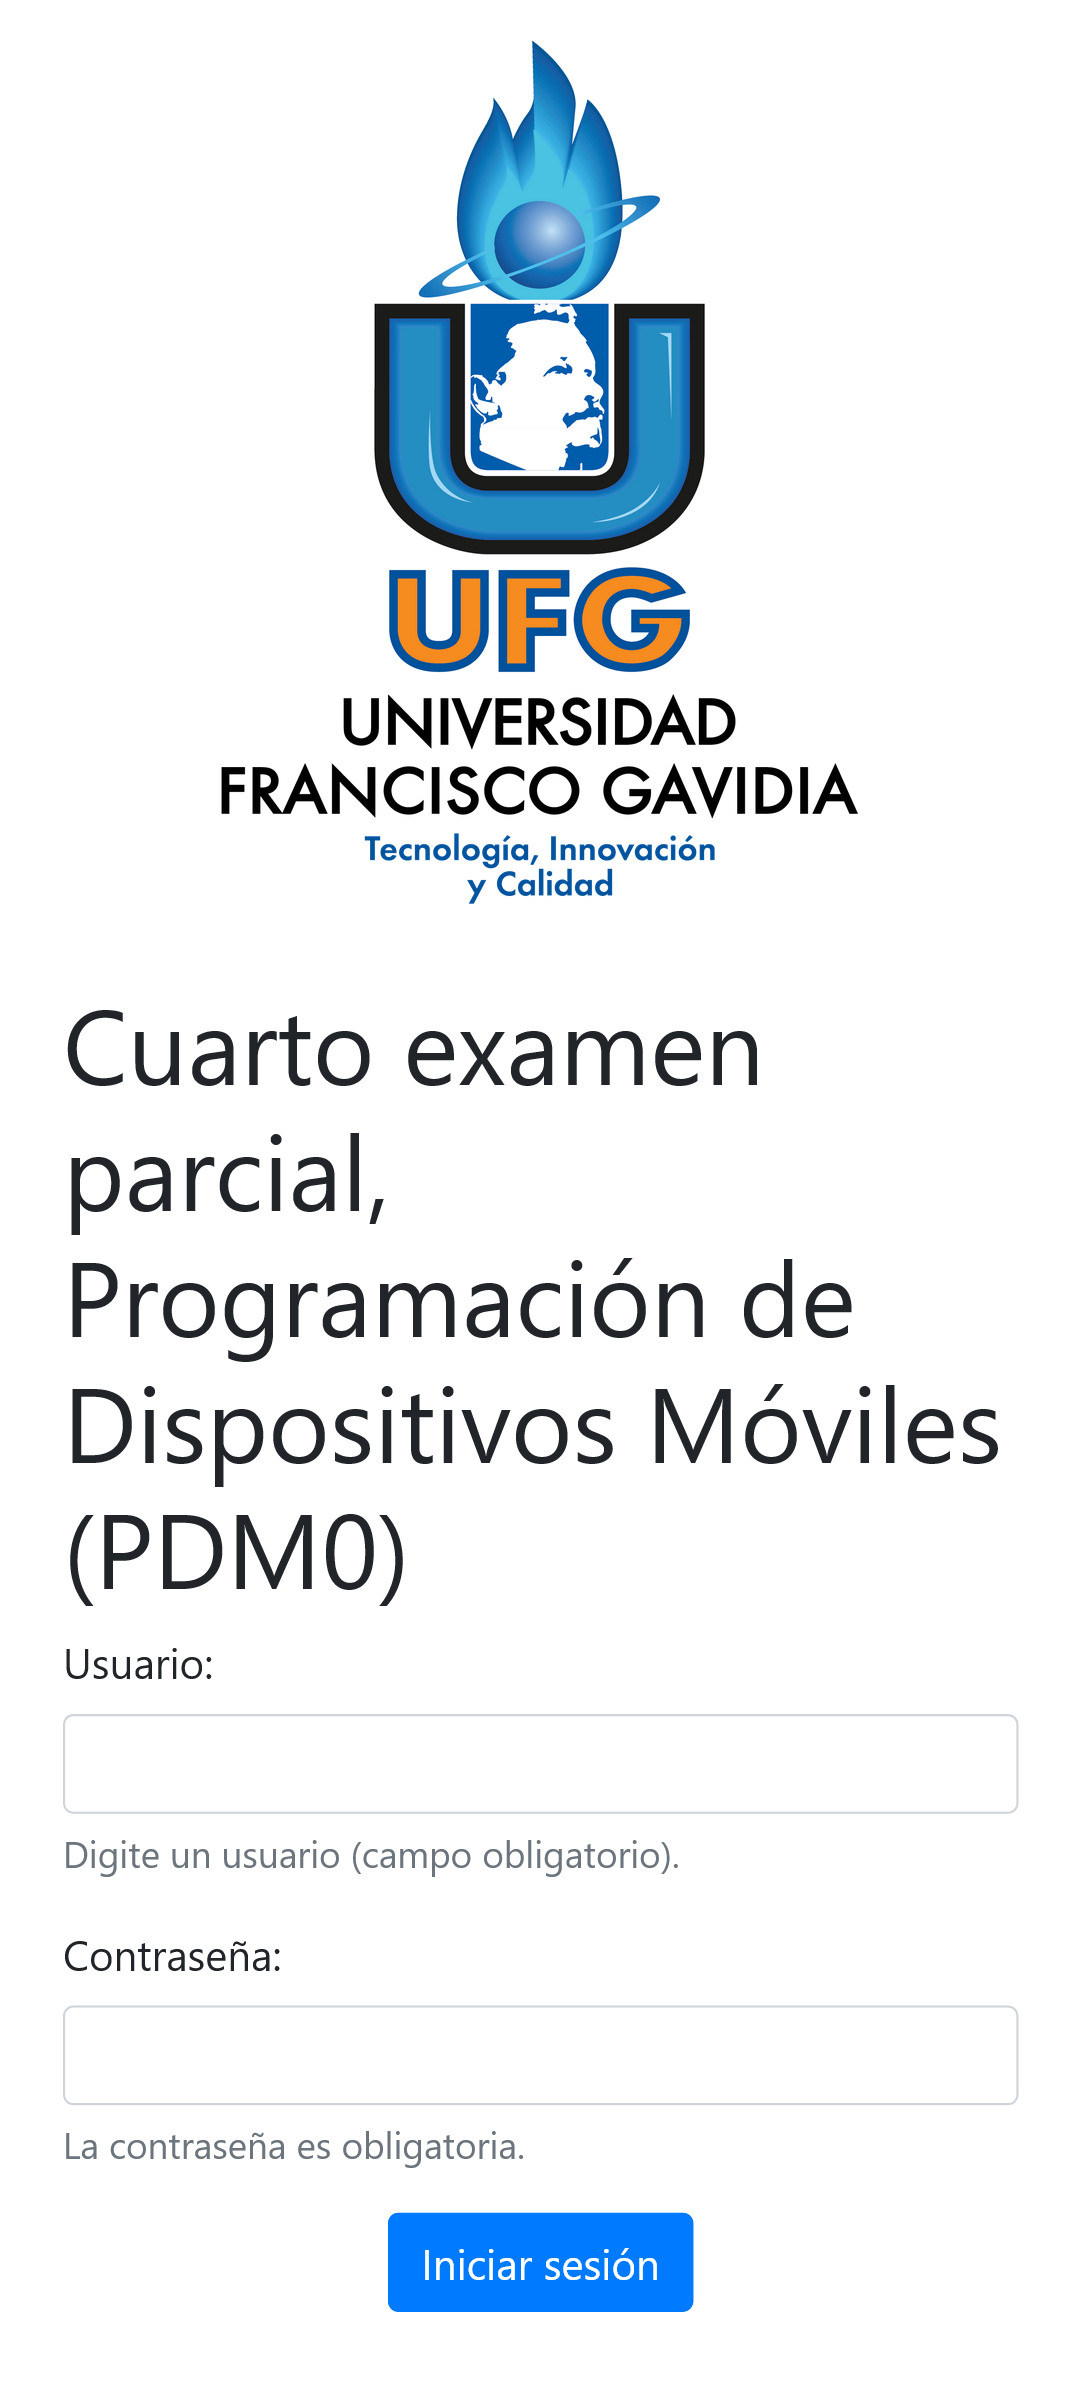 UFG
UNIVERSIDAD
FRANCISCO GAVIDIA
Tecnología, Innovación
y Calidad
Cuarto examen
parcial,
Programación de
Dispositivos Móviles
(PDM0)
Usuario:
Digite un usuario (campo obligatorio).
Contraseña:
La contraseña es obligatoria.
Iniciar sesión